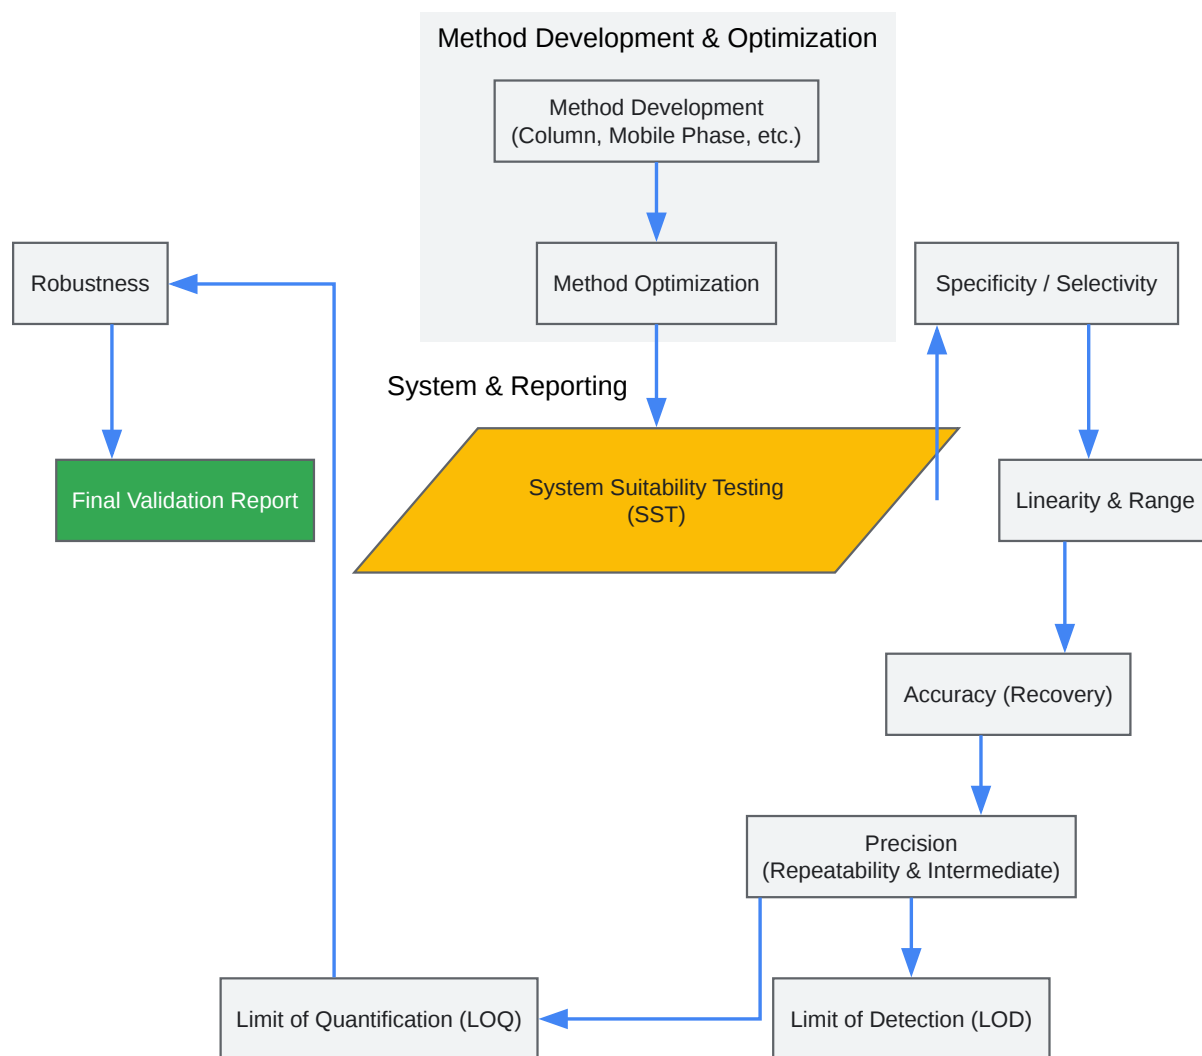 Method Development & Optimization
Method Development
(Column, Mobile Phase, etc.)
Robustness
Method Optimization
Specificity / Selectivity
System & Reporting
Final Validation Report
System Suitability Testing
(SST)
Linearity & Range
Accuracy (Recovery)
Precision
(Repeatability & Intermediate)
Limit of Quantification (LOQ)
Limit of Detection (LOD)